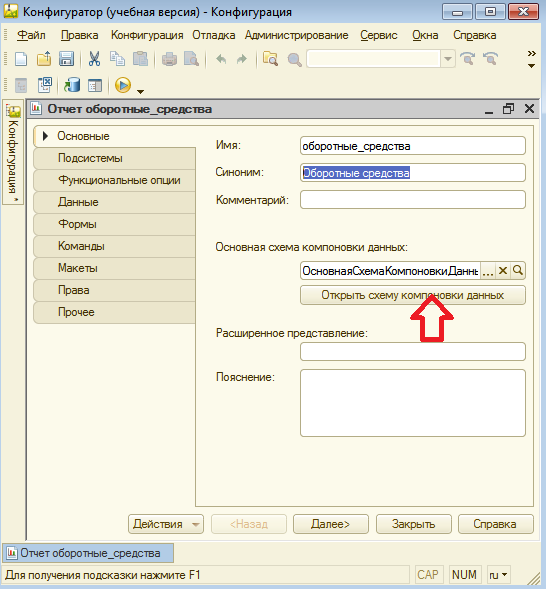 Конфигуратор (учебная версия) - Конфигурация
Файл Правка Конфигурация Отладка Администрирование Сервис Окна Справка
Конфигурация
Отчет оборотные_средства
Основные
Подсистемы
Функциональные опции
Данные
Формы
Команды
Макеты
Права
Прочее
Имя: оборотные_средства
Синоним: Оборотные средства
Комментарий:
Основная схема компоновки данных:
ОсновнаяСхемаКомпоновкиДанны ...
Открыть схему компоновки данных
Расширенное представление:
Пояснение:
Действия <Назад Далее> Закрыть Справка
Отчет оборотные_средства
Для получения подсказки нажмите F1 CAP NUM ru